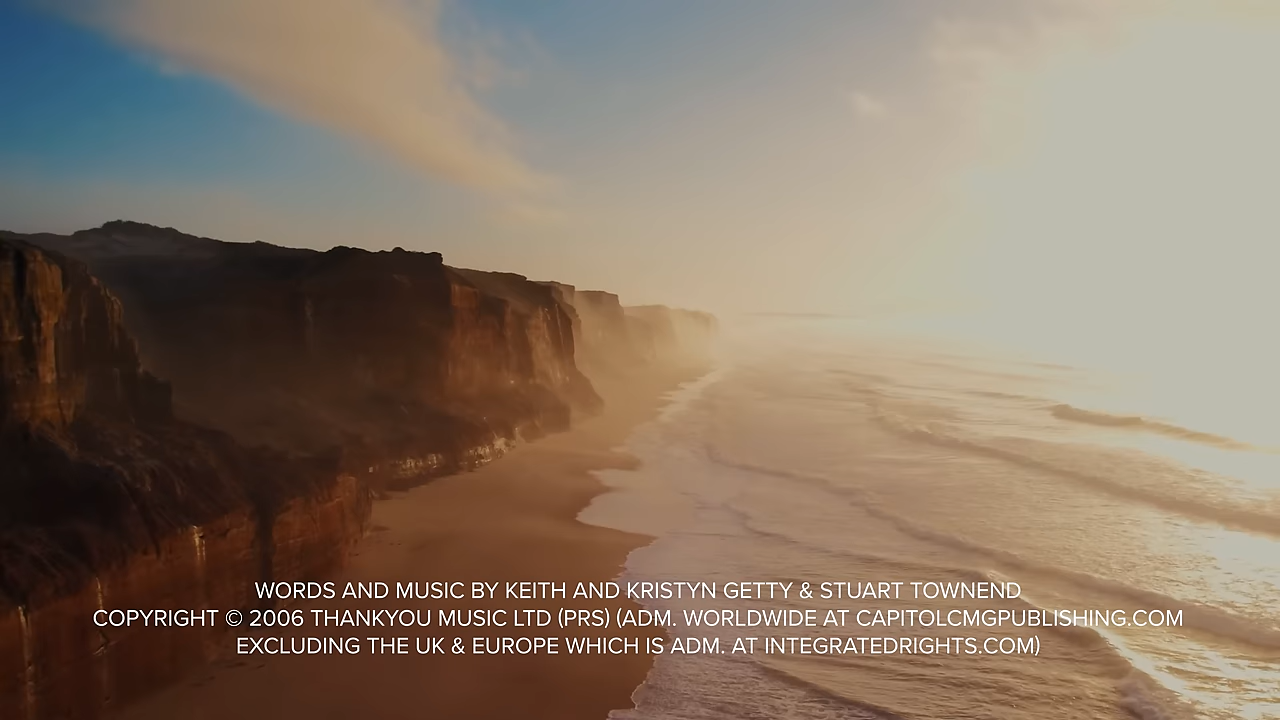 WORDS AND MUSIC BY KEITH AND KRISTYN GETTY & STUART TOWNEND
COPYRIGHT © 2006 THANKYOU MUSIC LTD (PRS) (ADM. WORLDWIDE AT CAPITOLCMGPUBLISHING.COM
EXCLUDING THE UK & EUROPE WHICH IS ADM. AT INTEGRATEDRIGHTS.COM)